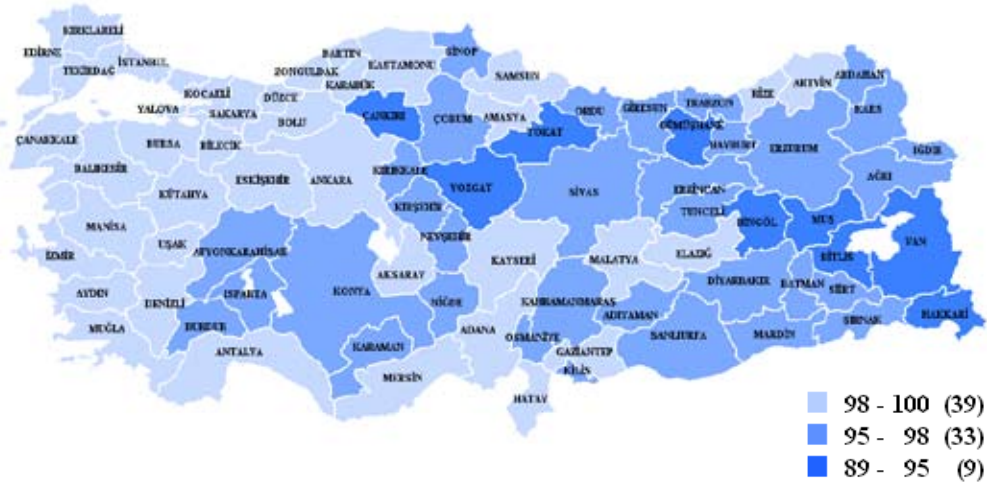 KIRKLARELİ
EDİRNE
TEKİRDAĞ
İSTANBUL
KOCAELİ
YALOVA
SAKARYA
DÜZCE
BOLU
ZONGULDAK
BARTIN
KARABÜK
KASTAMONU
SİNOP
SAMSUN
ÇANKIRI
ÇORUM
AMASYA
TOKAT
ORDU
GİRESUN
TRABZON
GÜMÜŞHANE
BAYBURT
RİZE
ARTVİN
ARDAHAN
KARS
IĞDIR
AĞRI
ERZURUM
ERZİNCAN
ÇANAKKALE
BALIKESİR
BURSA
BİLECİK
KÜTAHYA
ESKİŞEHİR
ANKARA
KIRIKKALE
KIRŞEHİR
YOZGAT
SİVAS
TUNCELİ
BİNGÖL
MUŞ
VAN
BİTLİS
MANİSA
İZMİR
UŞAK
AFYONKARAHİSAR
NEVŞEHİR
AKSARAY
KAYSERİ
MALATYA
ELAZIĞ
DİYARBAKIR
BATMAN
SİİRT
ŞIRNAK
HAKKARİ
AYDIN
DENİZLİ
ISPARTA
KONYA
NİĞDE
KAHRAMANMARAŞ
ADIYAMAN
ŞANLIURFA
MARDİN
MUĞLA
BURDUR
ANTALYA
KARAMAN
MERSİN
ADANA
OSMANİYE
GAZİANTEP
KİLİS
HATAY
98 - 100 (39)
95 - 98 (33)
89 - 95 (9)